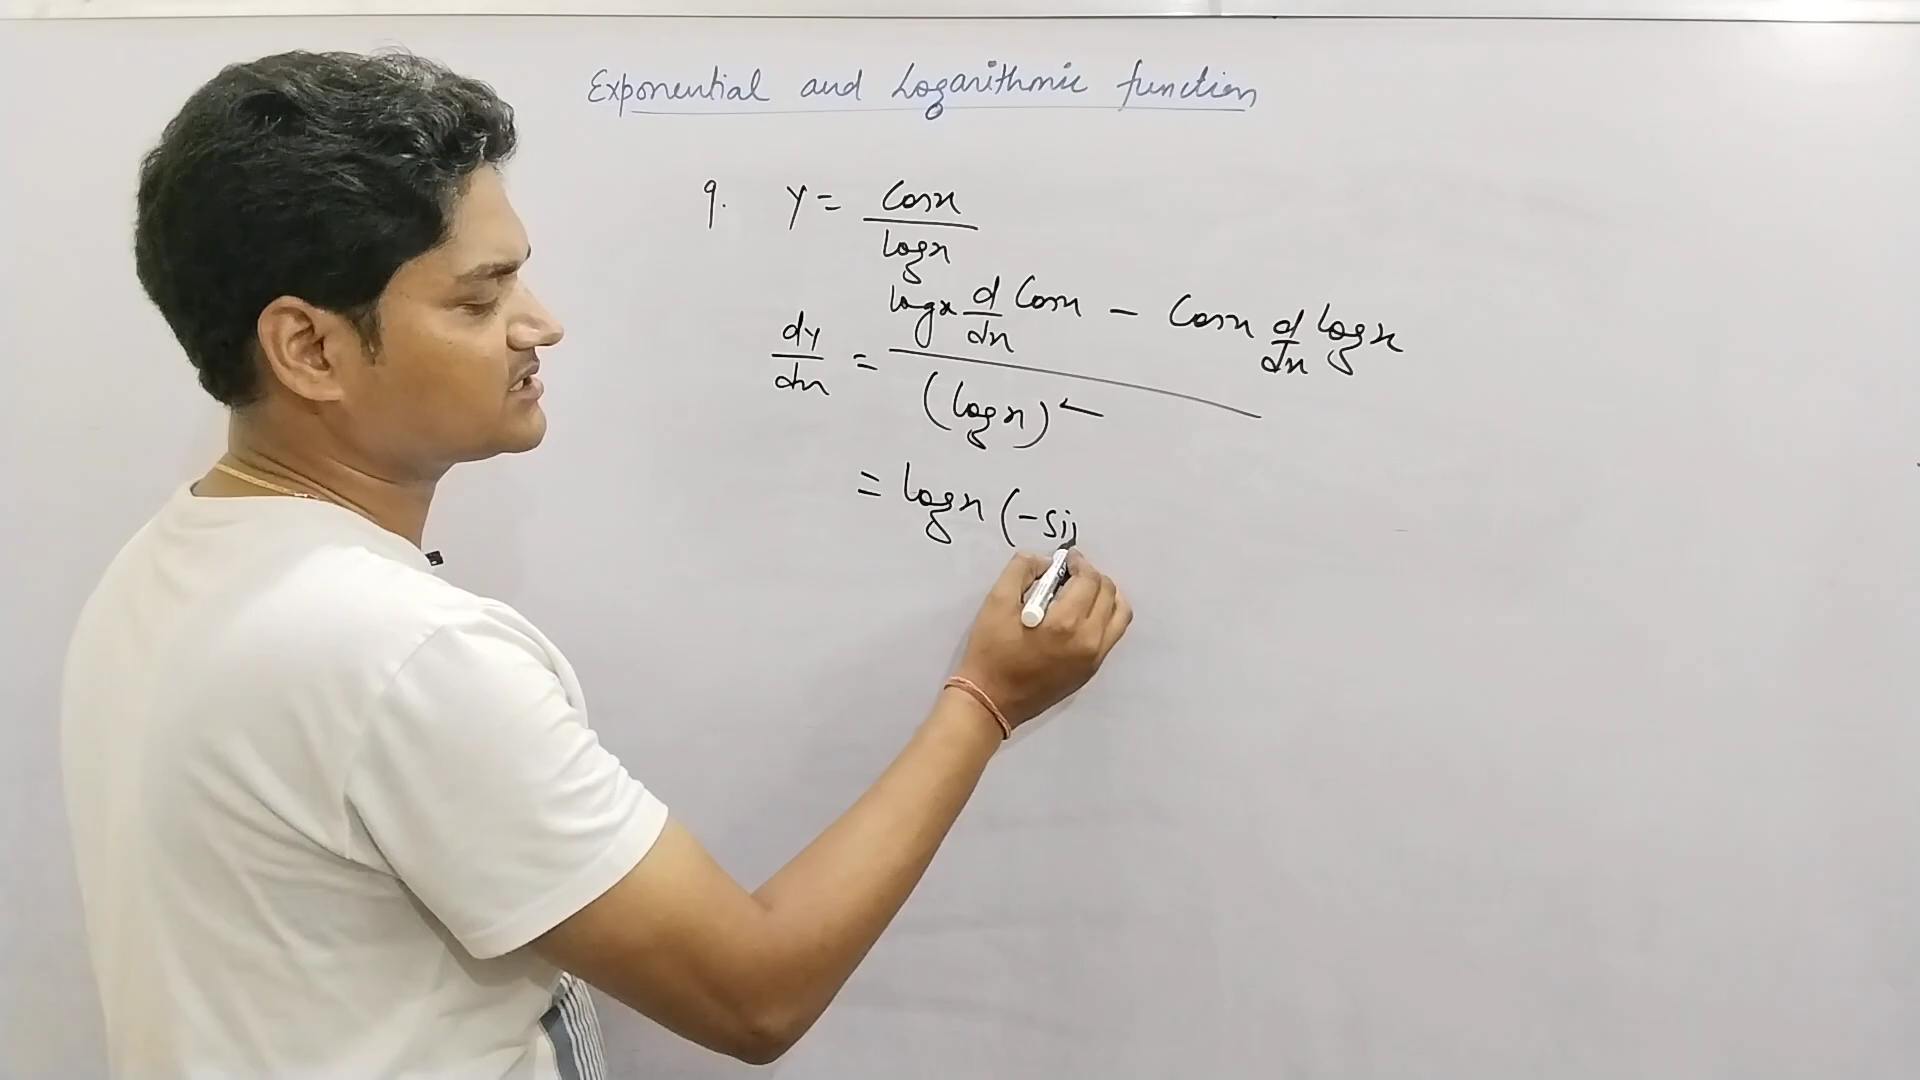 Exponential and Logarithmic function
9. y = cosx / logx
dy/dx = logx d/dx cosx - cosx d/dx logx / (logx)²
= logx (-si